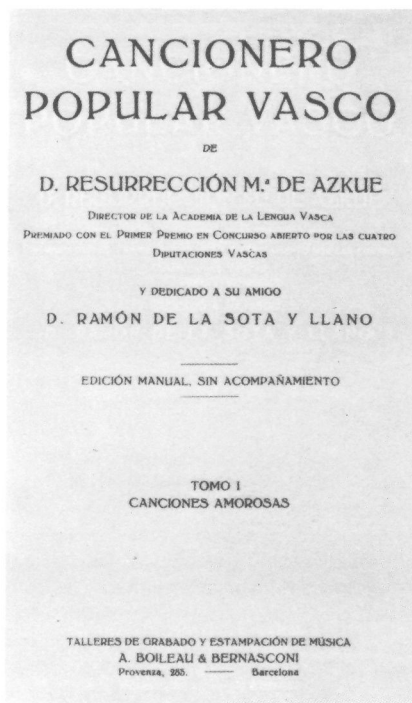 CANCIONERO
POPULAR VASCO
DE
D. RESURRECCIÓN M.ª DE AZKUE
DIRECTOR DE LA ACADEMIA DE LA LENGUA VASCA
PREMIADO CON EL PRIMER PREMIO EN CONCURSO ABIERTO POR LAS CUATRO
DIPUTACIONES VASCAS
Y DEDICADO A SU AMIGO
D. RAMÓN DE LA SOTA Y LLANO
EDICIÓN MANUAL, SIN ACOMPAÑAMIENTO
TOMO I
CANCIONES AMOROSAS
TALLERES DE GRABADO Y ESTAMPACIÓN DE MÚSICA
A. BOILEAU & BERNASCONI
Provenza, 285. —— Barcelona